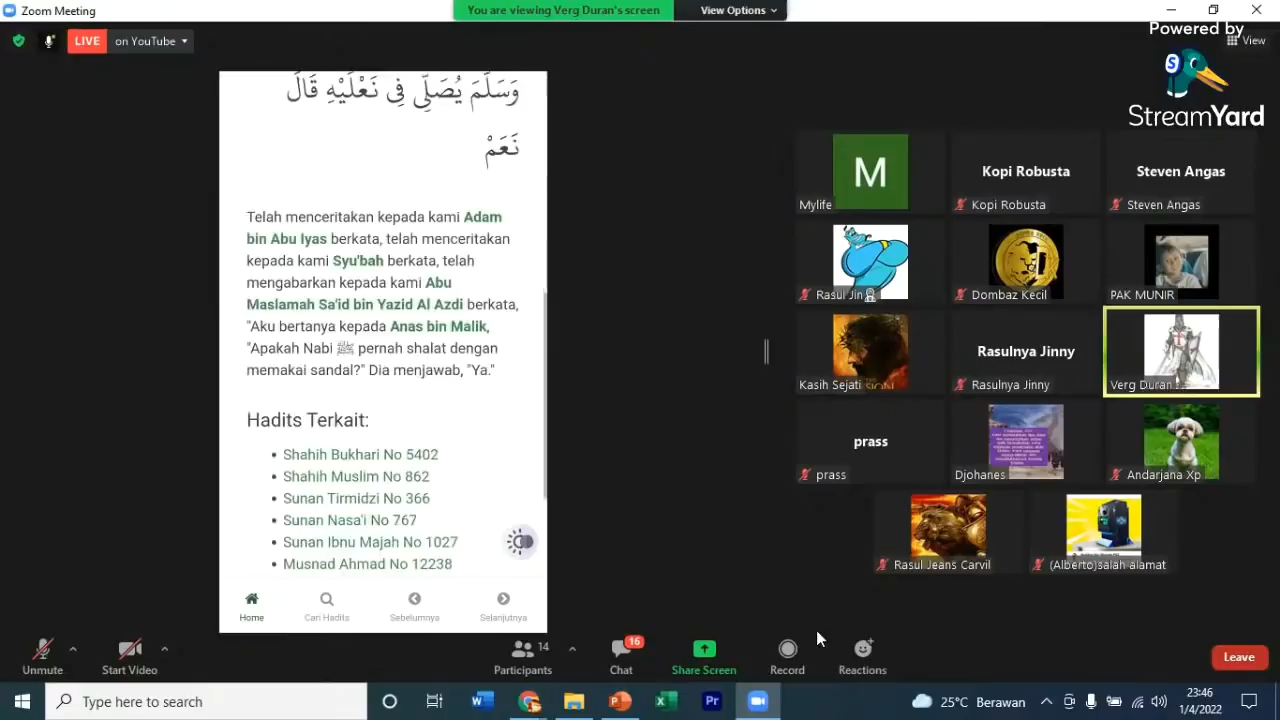 Zoom Meeting
You are viewing Verg Duran's screen
View Options
LIVE
on YouTube
Powered by
View
S
StreamYard
وَسَلَّمَ يُصَلِّي فِي نَعْلَيْهِ قَالَ
نَعَمْ
Telah menceritakan kepada kami Adam
bin Abu Iyas berkata, telah menceritakan
kepada kami Syu'bah berkata, telah
mengabarkan kepada kami Abu
Maslamah Sa'id bin Yazid Al Azdi berkata,
"Aku bertanya kepada Anas bin Malik,
"Apakah Nabi ﷺ pernah shalat dengan
memakai sandal?" Dia menjawab, "Ya."
Hadits Terkait:
• Shahih Bukhari No 5402
• Shahih Muslim No 862
• Sunan Tirmidzi No 366
• Sunan Nasa'i No 767
• Sunan Ibnu Majah No 1027
• Musnad Ahmad No 12238
Home
Cari Hadits
Sebelumnya
Selanjutnya
M
Mylife
Kopi Robusta
Kopi Robusta
Steven Angas
Steven Angas
Rasul Jin
Dombaz Kecil
PAK MUNIR
Kasih Sejati
Rasulnya Jinny
Rasulnya Jinny
Verg Duran
prass
prass
Djohanes
Andarjana Xp
Rasul Jeans Carvil
(Alberto)salah alamat
Unmute
Start Video
14
Participants
16
Chat
Share Screen
Record
Reactions
Leave
Type here to search
25°C Berawan
23:46
1/4/2022